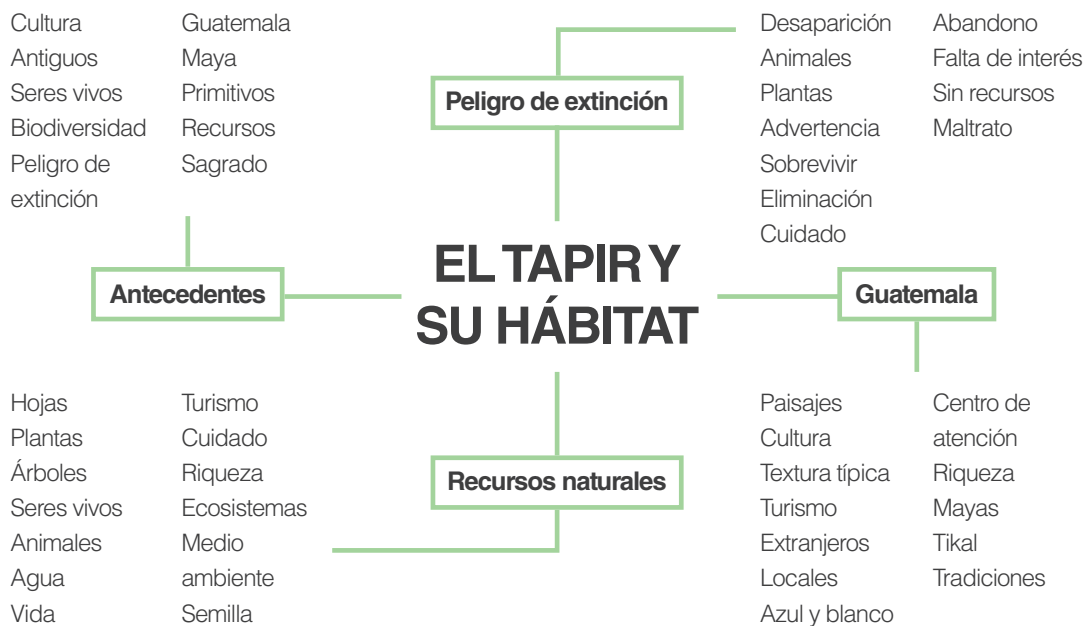 Cultura
Antiguos
Seres vivos
Biodiversidad
Peligro de
extinción
Guatemala
Maya
Primitivos
Recursos
Sagrado
Antecedentes
Peligro de extinción
Desaparición
Animales
Plantas
Advertencia
Sobrevivir
Eliminación
Cuidado
Abandono
Falta de interés
Sin recursos
Maltrato
EL TAPIR Y
SU HÁBITAT
Guatemala
Hojas
Plantas
Árboles
Seres vivos
Animales
Agua
Vida
Turismo
Cuidado
Riqueza
Ecosistemas
Medio
ambiente
Semilla
Recursos naturales
Paisajes
Cultura
Textura típica
Turismo
Extranjeros
Locales
Azul y blanco
Centro de
atención
Riqueza
Mayas
Tikal
Tradiciones